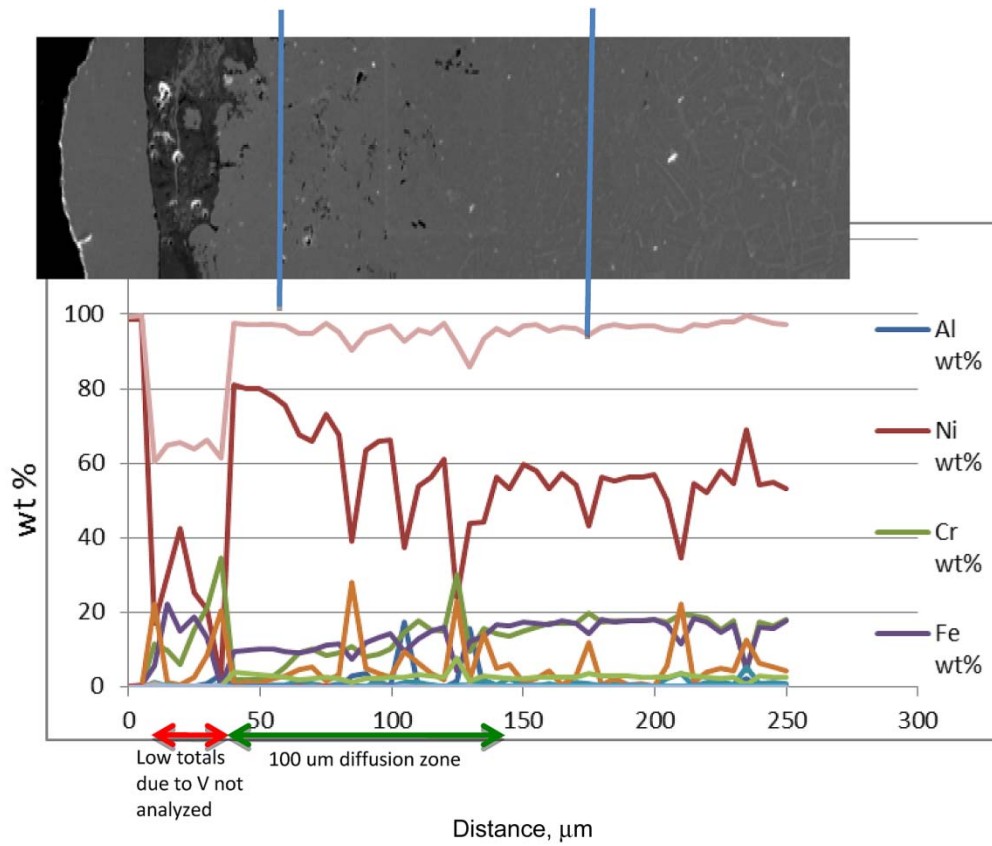 wt %
100
80
60
40
20
0
0 50 100 150 200 250 300
Al
wt%
Ni
wt%
Cr
wt%
Fe
wt%
Low totals
due to V not
analyzed
100 um diffusion zone
Distance, μm